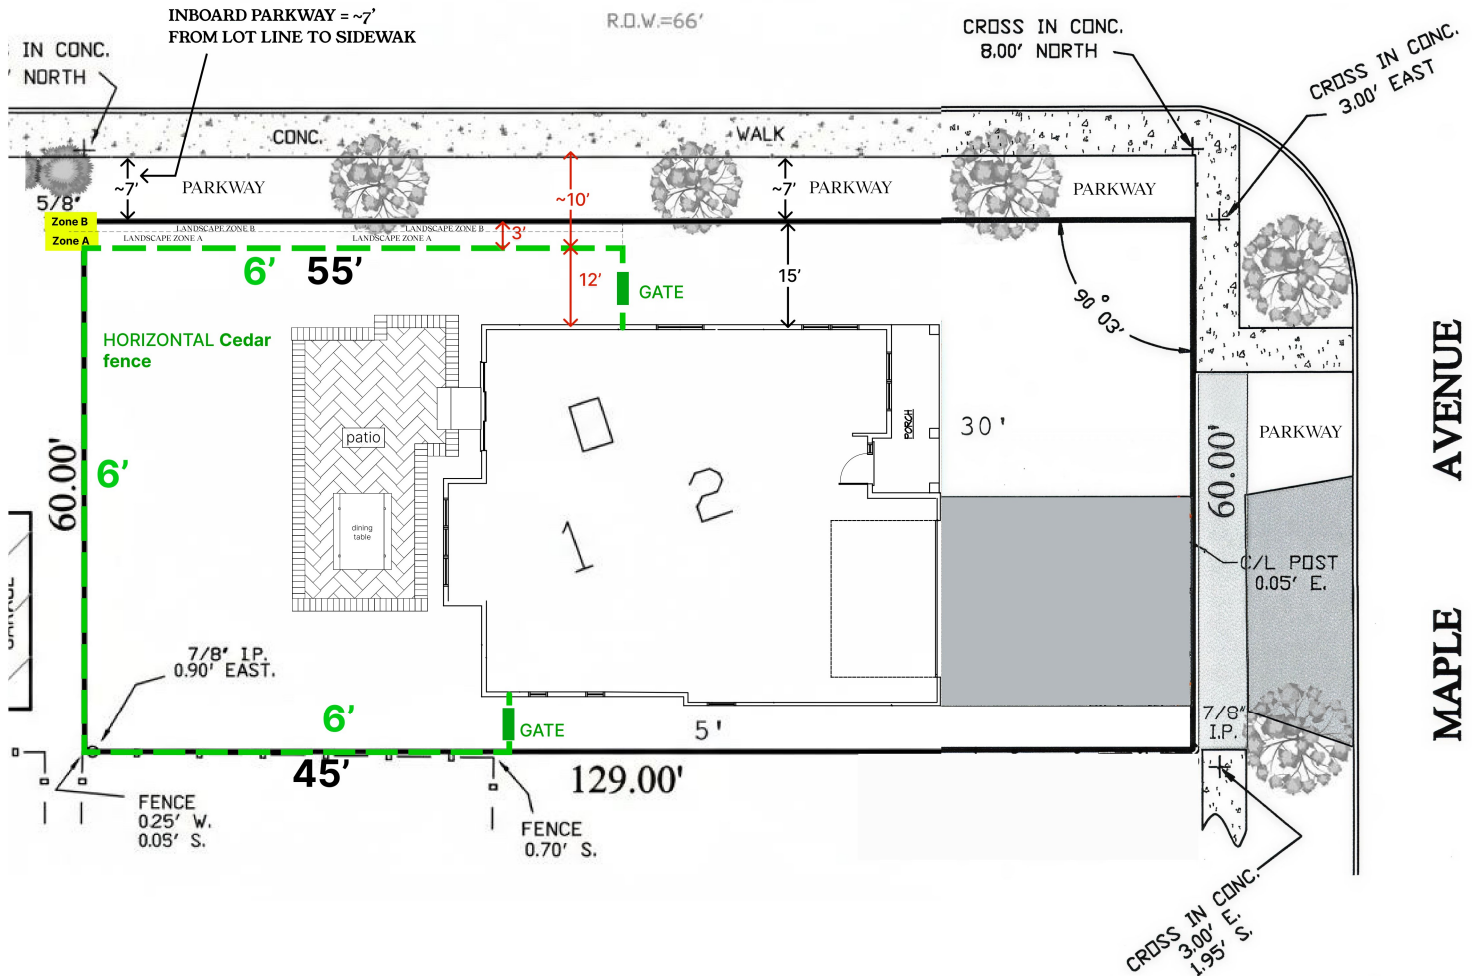 INBOARD PARKWAY = ~7'
FROM LOT LINE TO SIDEWAK
R.O.W.=66'
CROSS IN CONC.
8.00' NORTH
CROSS IN CONC.
3.00' EAST
IN CONC.
' NORTH
CONC.
WALK
~7'
PARKWAY
~10'
~7'
PARKWAY
PARKWAY
5/8"
Zone B
LANDSCAPE ZONE B
LANDSCAPE ZONE B
Zone A
LANDSCAPE ZONE A
LANDSCAPE ZONE A
3'
6' 55'
12'
15'
GATE
90° 03'
HORIZONTAL Cedar
fence
AVENUE
PORCH
30'
patio
PARKWAY
60.00'
6'
60.00'
2
1
dining
table
C/L POST
0.05' E.
MAPLE
7/8" I.P.
0.90' EAST.
6'
GATE
5'
7/8"
I.P.
45'
129.00'
FENCE
0.25' W.
0.05' S.
FENCE
0.70' S.
CROSS IN CONC.
3.00' E.
1.95' S.